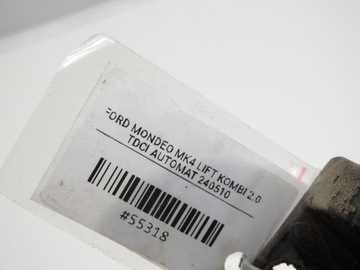 FORD MONDEO MK4 LIFT KOMBI 2.0
TDCI AUTOMAT 240510
#55318